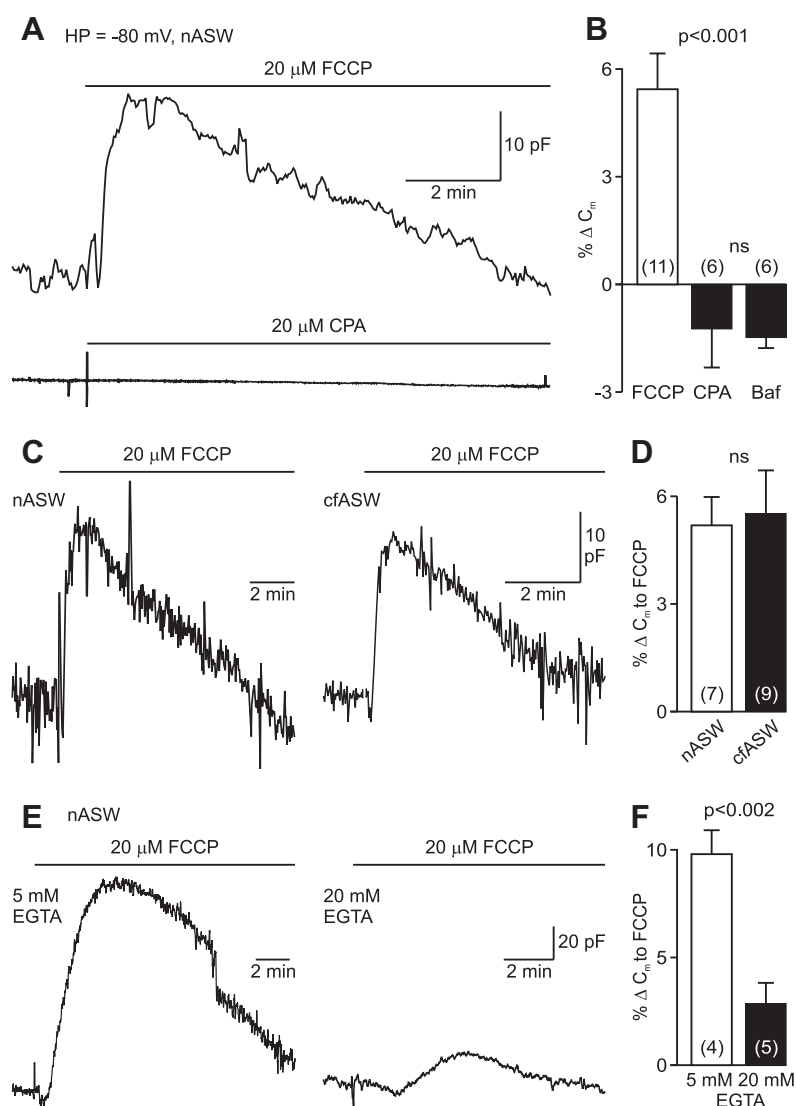 A
HP = -80 mV, nASW
20 μM FCCP
10 pF
2 min
20 μM CPA
B
p<0.001
% Δ Cm
6
3
0
-3
ns
(11)
(6)
(6)
FCCP
CPA
Baf
C
20 μM FCCP
nASW
2 min
20 μM FCCP
cfASW
10
pF
2 min
D
ns
% Δ Cm to FCCP
6
3
0
(7)
(9)
nASW
cfASW
E
nASW
20 μM FCCP
5 mM
EGTA
2 min
20 μM FCCP
20 mM
EGTA
20 pF
2 min
F
p<0.002
% Δ Cm to FCCP
10
5
0
(4)
(5)
5 mM
20 mM
EGTA